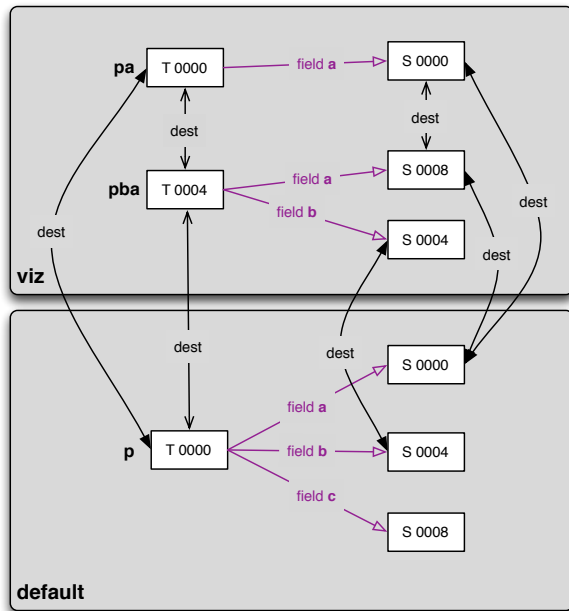 pa T 0000 field a S 0000
dest dest
pba T 0004 field a S 0008
field b
S 0004
dest dest
viz
dest dest
S 0000
field a
p T 0000 field b S 0004
field c
S 0008
default